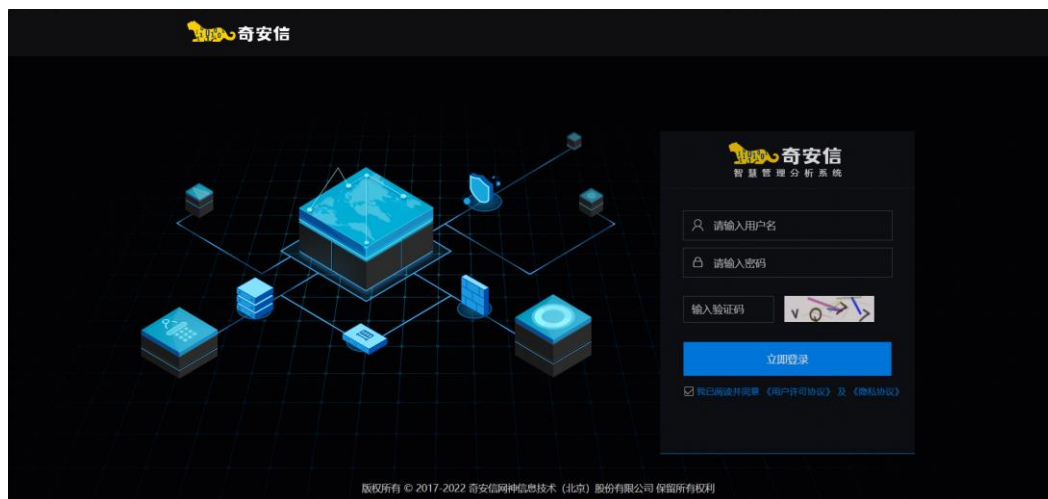 奇安信
奇安信
智慧管理分析系统
请输入用户名
请输入密码
输入验证码
立即登录
我已阅读并同意 《用户许可协议》 及 《隐私协议》
版权所有 © 2017-2022 奇安信网神信息技术（北京）股份有限公司 保留所有权利